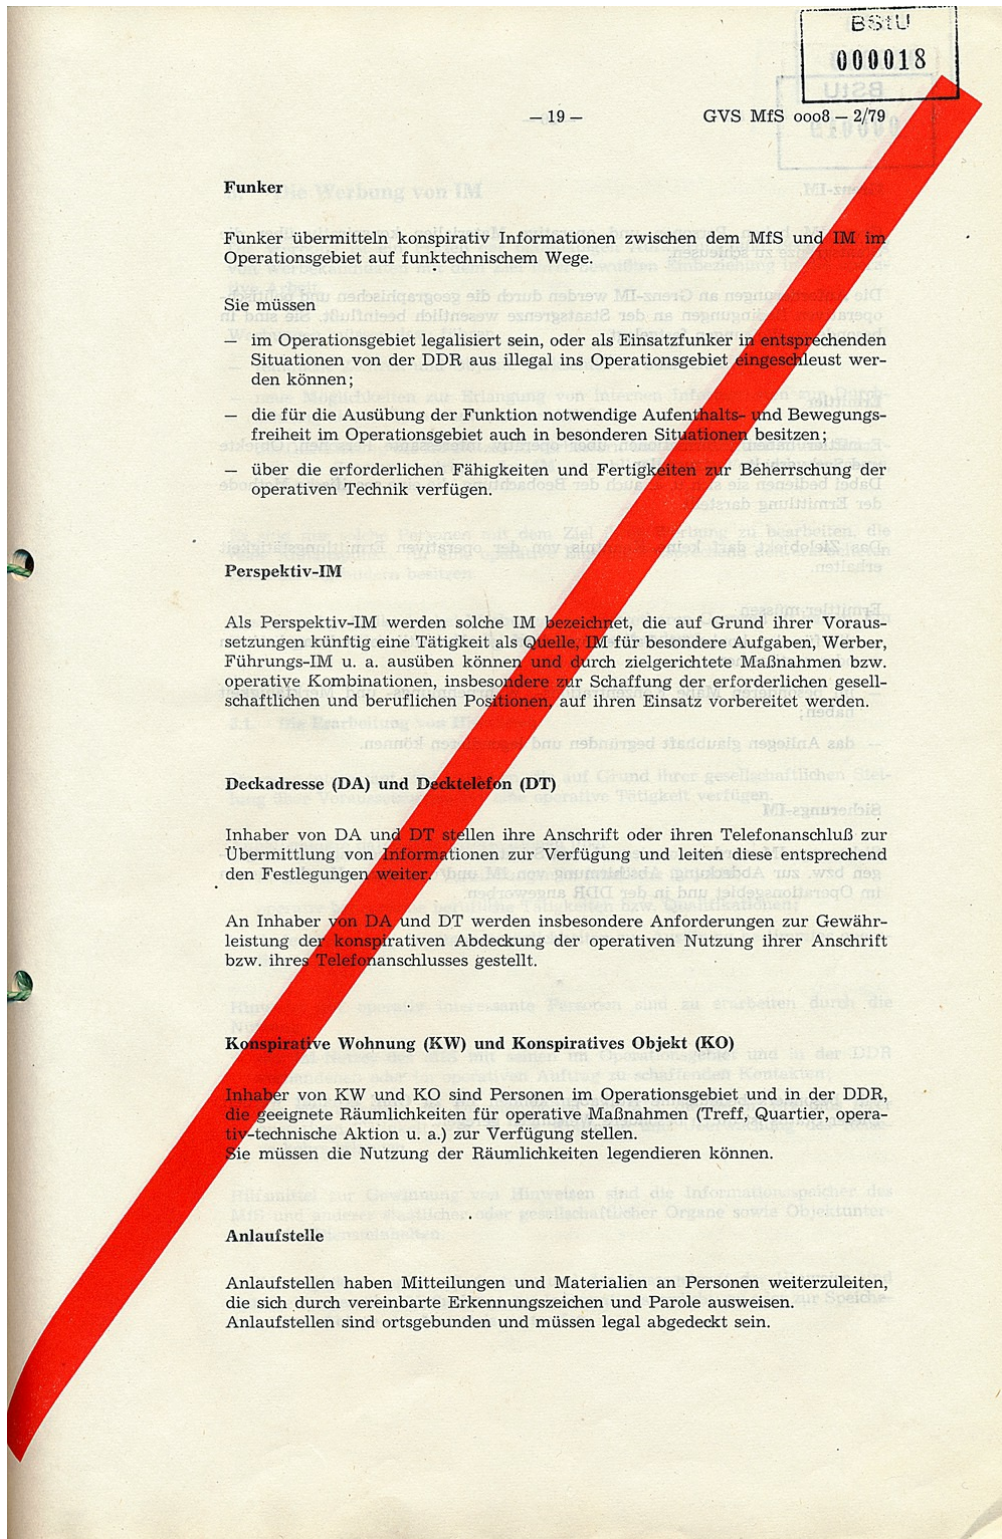 BStU
000018
— 19 —
GVS MfS ooo8 — 2/79
Funker
Funker übermitteln konspirativ Informationen zwischen dem MfS und IM im
Operationsgebiet auf funktechnischem Wege.
Sie müssen
— im Operationsgebiet legalisiert sein, oder als Einsatzfunker in entsprechenden
Situationen von der DDR aus illegal ins Operationsgebiet eingeschleust wer-
den können;
— die für die Ausübung der Funktion notwendige Aufenthalts- und Bewegungs-
freiheit im Operationsgebiet auch in besonderen Situationen besitzen;
— über die erforderlichen Fähigkeiten und Fertigkeiten zur Beherrschung der
operativen Technik verfügen.
Perspektiv-IM
Als Perspektiv-IM werden solche IM bezeichnet, die auf Grund ihrer Voraus-
setzungen künftig eine Tätigkeit als Quelle, IM für besondere Aufgaben, Werber,
Führungs-IM u. a. ausüben können und durch zielgerichtete Maßnahmen bzw.
operative Kombinationen, insbesondere zur Schaffung der erforderlichen gesell-
schaftlichen und beruflichen Positionen, auf ihren Einsatz vorbereitet werden.
Deckadresse (DA) und Decktelefon (DT)
Inhaber von DA und DT stellen ihre Anschrift oder ihren Telefonanschluß zur
Übermittlung von Informationen zur Verfügung und leiten diese entsprechend
den Festlegungen weiter.
An Inhaber von DA und DT werden insbesondere Anforderungen zur Gewähr-
leistung der konspirativen Abdeckung der operativen Nutzung ihrer Anschrift
bzw. ihres Telefonanschlusses gestellt.
Konspirative Wohnung (KW) und Konspiratives Objekt (KO)
Inhaber von KW und KO sind Personen im Operationsgebiet und in der DDR,
die geeignete Räumlichkeiten für operative Maßnahmen (Treff, Quartier, opera-
tiv-technische Aktion u. a.) zur Verfügung stellen.
Sie müssen die Nutzung der Räumlichkeiten legendieren können.
Anlaufstelle
Anlaufstellen haben Mitteilungen und Materialien an Personen weiterzuleiten,
die sich durch vereinbarte Erkennungszeichen und Parole ausweisen.
Anlaufstellen sind ortsgebunden und müssen legal abgedeckt sein.